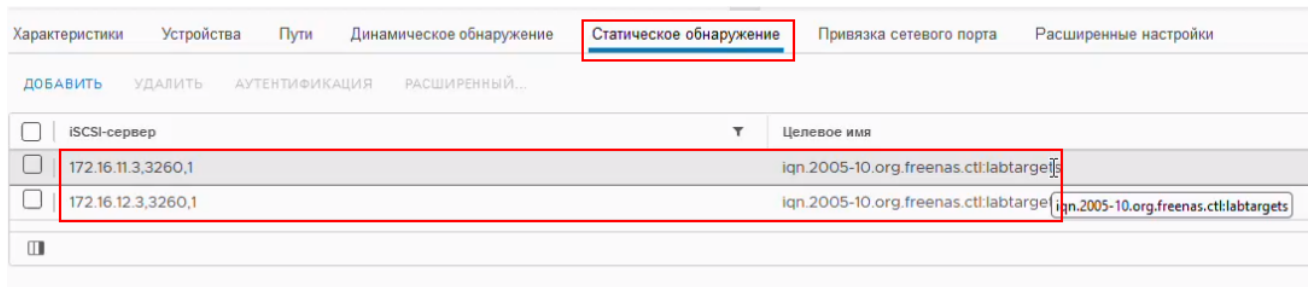 Характеристики Устройства Пути Динамическое обнаружение Статическое обнаружение Привязка сетевого порта Расширенные настройки
ДОБАВИТЬ УДАЛИТЬ АУТЕНТИФИКАЦИЯ РАСШИРЕННЫЙ...
iSCSI-сервер Целевое имя
172.16.11.3,3260,1 iqn.2005-10.org.freenas.ctl:labtargets
172.16.12.3,3260,1 iqn.2005-10.org.freenas.ctl:labtarget
iqn.2005-10.org.freenas.ctl:labtargets